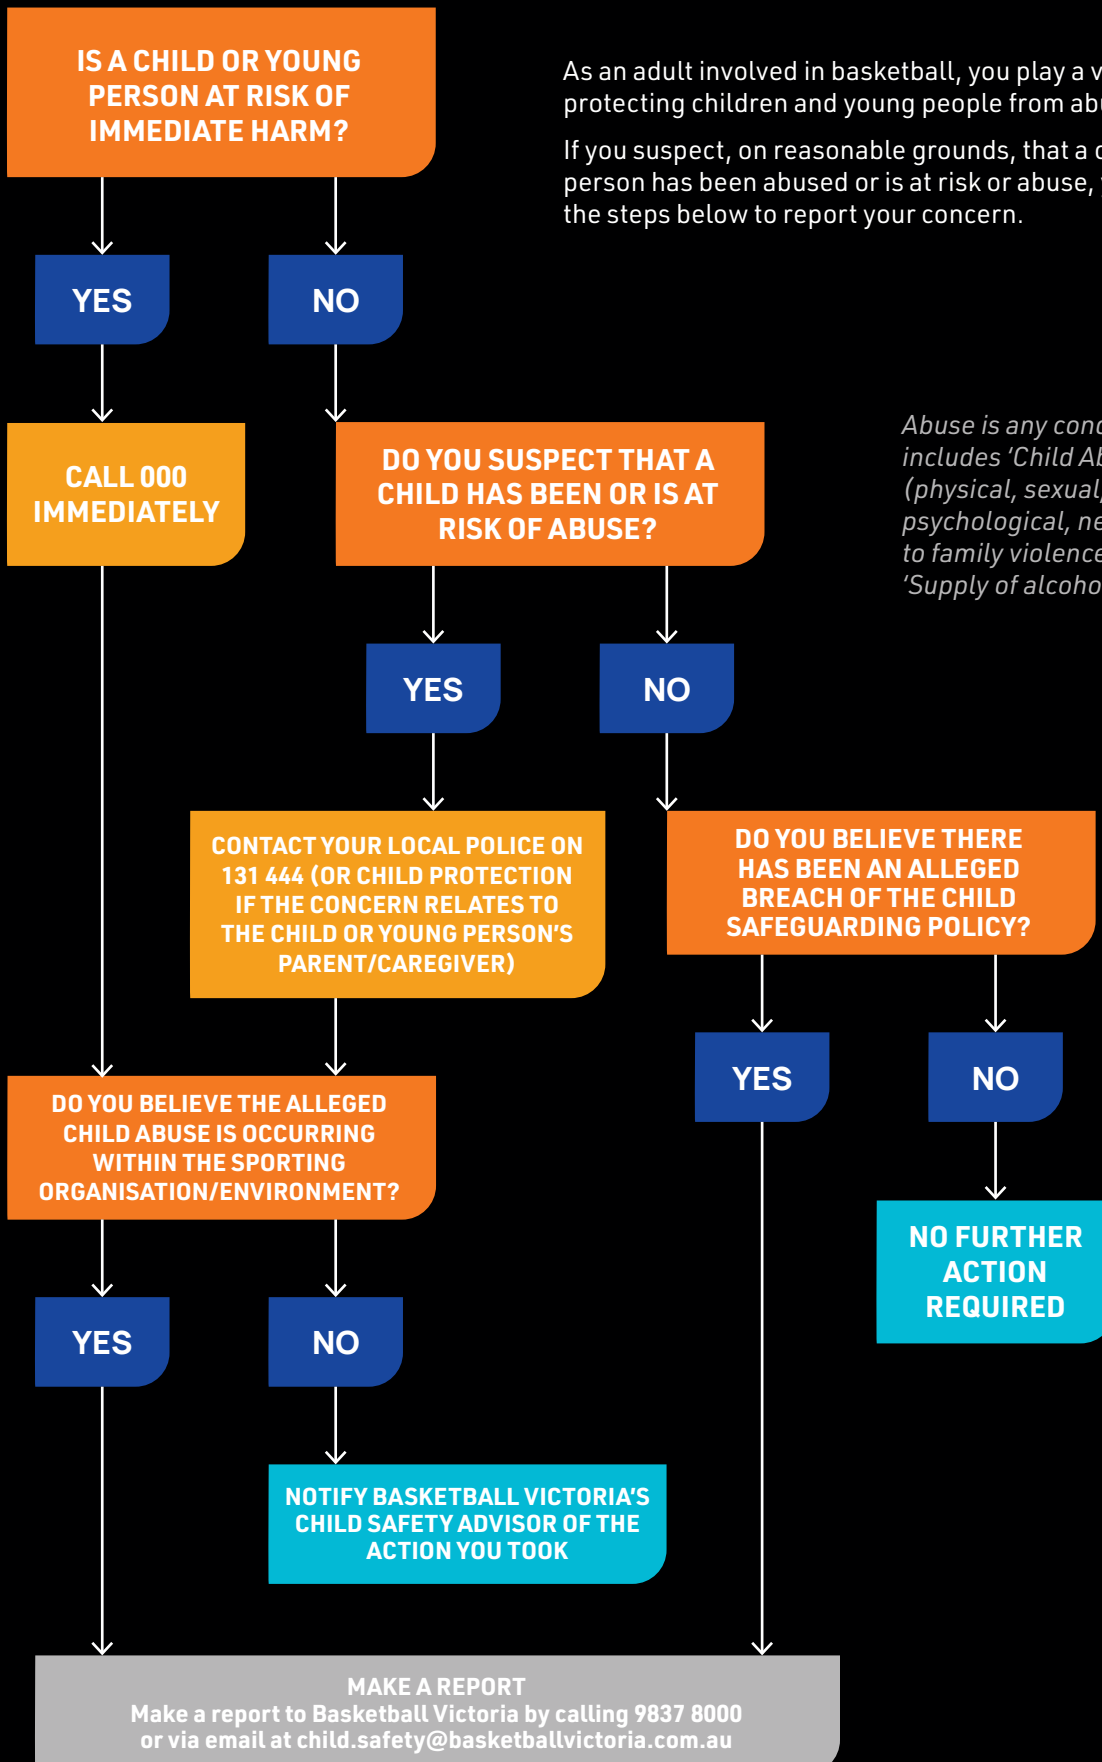 IS A CHILD OR YOUNG
PERSON AT RISK OF
IMMEDIATE HARM?
As an adult involved in basketball, you play a
protecting children and young people from
If you suspect, on reasonable grounds, that a
person has been abused or is at risk or abuse,
the steps below to report your concern.
YES
NO
CALL 000
IMMEDIATELY
DO YOU SUSPECT THAT A
CHILD HAS BEEN OR IS AT
RISK OF ABUSE?
Abuse is any
includes ‘Child
(physical, sexual,
psychological,
to family violence
‘Supply of
YES
NO
CONTACT YOUR LOCAL POLICE ON
131 444 (OR CHILD PROTECTION
IF THE CONCERN RELATES TO
THE CHILD OR YOUNG PERSON’S
PARENT/CAREGIVER)
DO YOU BELIEVE THERE
HAS BEEN AN ALLEGED
BREACH OF THE CHILD
SAFEGUARDING POLICY?
YES
NO
DO YOU BELIEVE THE ALLEGED
CHILD ABUSE IS OCCURRING
WITHIN THE SPORTING
ORGANISATION/ENVIRONMENT?
NO FURTHER
ACTION
REQUIRED
YES
NO
NOTIFY BASKETBALL VICTORIA’S
CHILD SAFETY ADVISOR OF THE
ACTION YOU TOOK
MAKE A REPORT
Make a report to Basketball Victoria by calling 9837 8000
or via email at child.safety@basketballvictoria.com.au